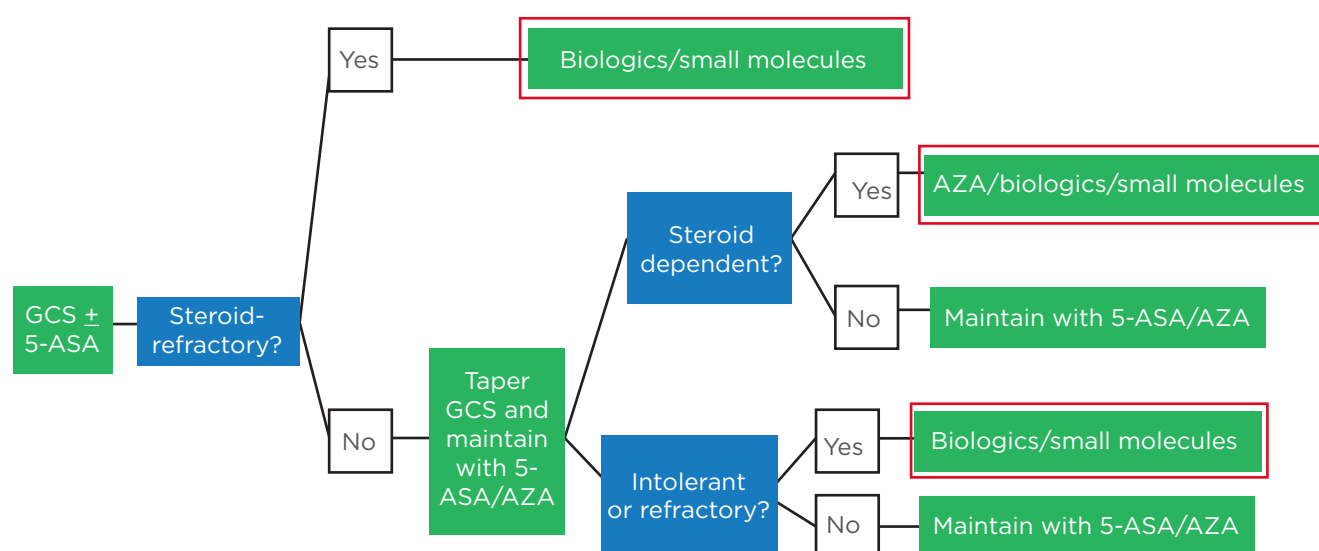 Yes
Biologics/small molecules
Yes
AZA/biologics/small molecules
Steroid
dependent?
No
Maintain with 5-ASA/AZA
GCS ±
5-ASA
Steroid-
refractory?
Taper
GCS and
maintain
with 5-
ASA/AZA
No
Yes
Biologics/small molecules
Intolerant
or refractory?
No
Maintain with 5-ASA/AZA